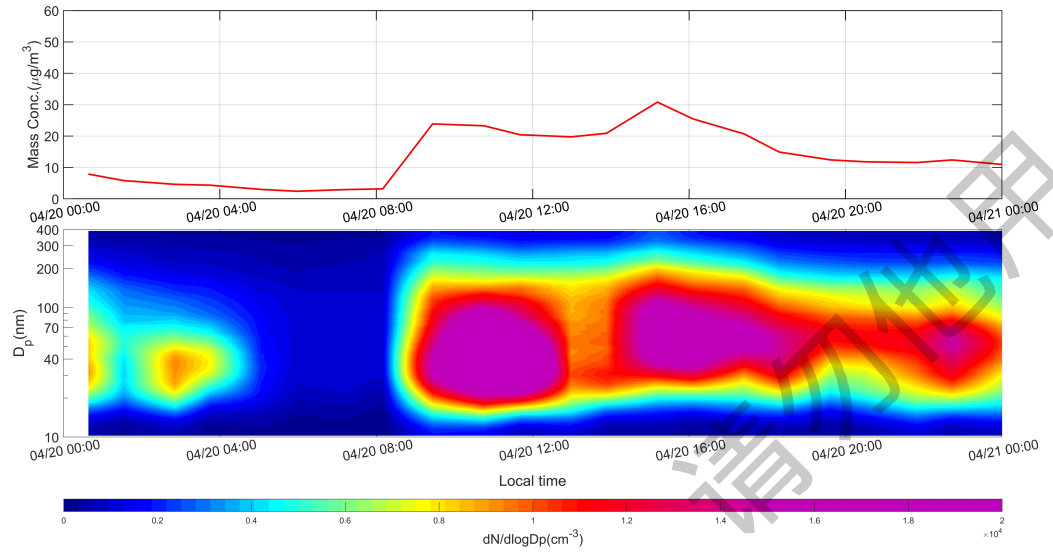 60
50
40
30
20
10
0
Mass Conc.(μg/m³)
04/20 00:00 04/20 04:00 04/20 08:00 04/20 12:00 04/20 16:00 04/20 20:00 04/21 00:00
400
300
200
100
70
40
10
Dₚ(nm)
04/20 00:00 04/20 04:00 04/20 08:00 04/20 12:00 04/20 16:00 04/20 20:00 04/21 00:00
Local time
0 0.2 0.4 0.6 0.8 1 1.2 1.4 1.6 1.8 2
×10⁴
dN/dlogDp(cm⁻³)
请勿他用